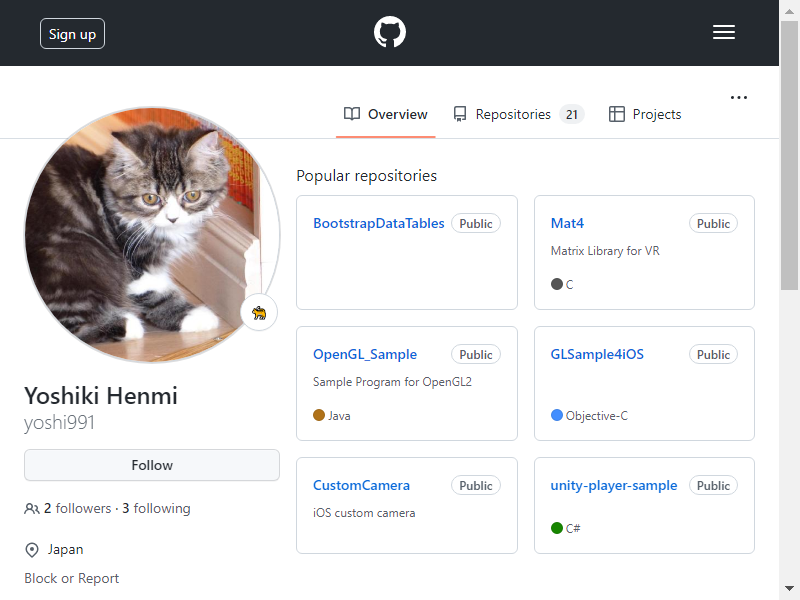 Sign up
Overview
Repositories 21
Projects
Yoshiki Henmi
yoshi991
Follow
2 followers · 3 following
Japan
Block or Report
Popular repositories
BootstrapDataTables Public
Mat4 Public
Matrix Library for VR
C
OpenGL_Sample Public
Sample Program for OpenGL2
Java
GLSample4iOS Public
Objective-C
CustomCamera Public
iOS custom camera
unity-player-sample Public
C#